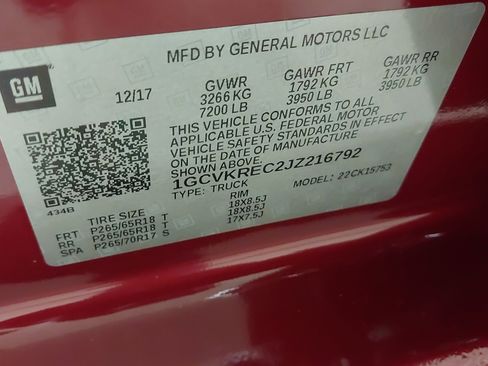 GM
MFD BY GENERAL MOTORS LLC
12/17
GVWR GAWR FRT GAWR RR
3266 KG 1792 KG 1792 KG
7200 LB 3950 LB 3950 LB
THIS VEHICLE CONFORMS TO ALL
APPLICABLE U.S. FEDERAL MOTOR
VEHICLE SAFETY STANDARDS IN EFFECT
ON THE DATE OF MANUFACTURE
SHOWN ABOVE.
1GCVKREC2JZ216792
TYPE: TRUCK 22CK15753
434B
TIRE SIZE RIM
FRT P265/65R18 T 18X8.5J
RR P265/65R18 T 18X8.5J
SPA P265/70R17 S 17X7.5J